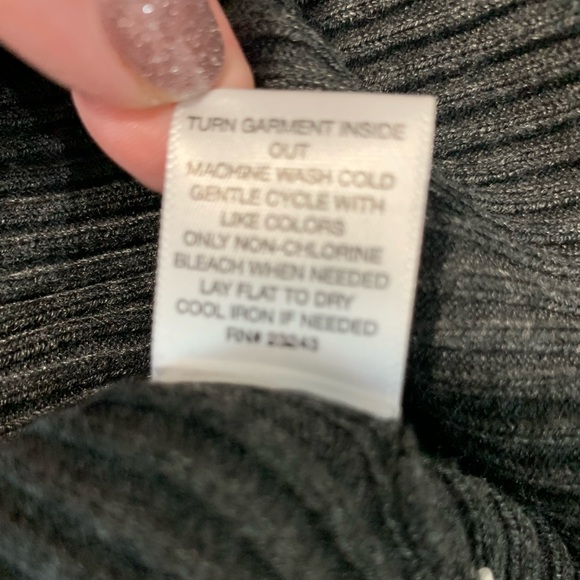 TURN GARMENT INSIDE
OUT
MACHINE WASH COLD
GENTLE CYCLE WITH
LIKE COLORS
ONLY NON-CHLORINE
BLEACH WHEN NEEDED
LAY FLAT TO DRY
COOL IRON IF NEEDED
RN# 23243